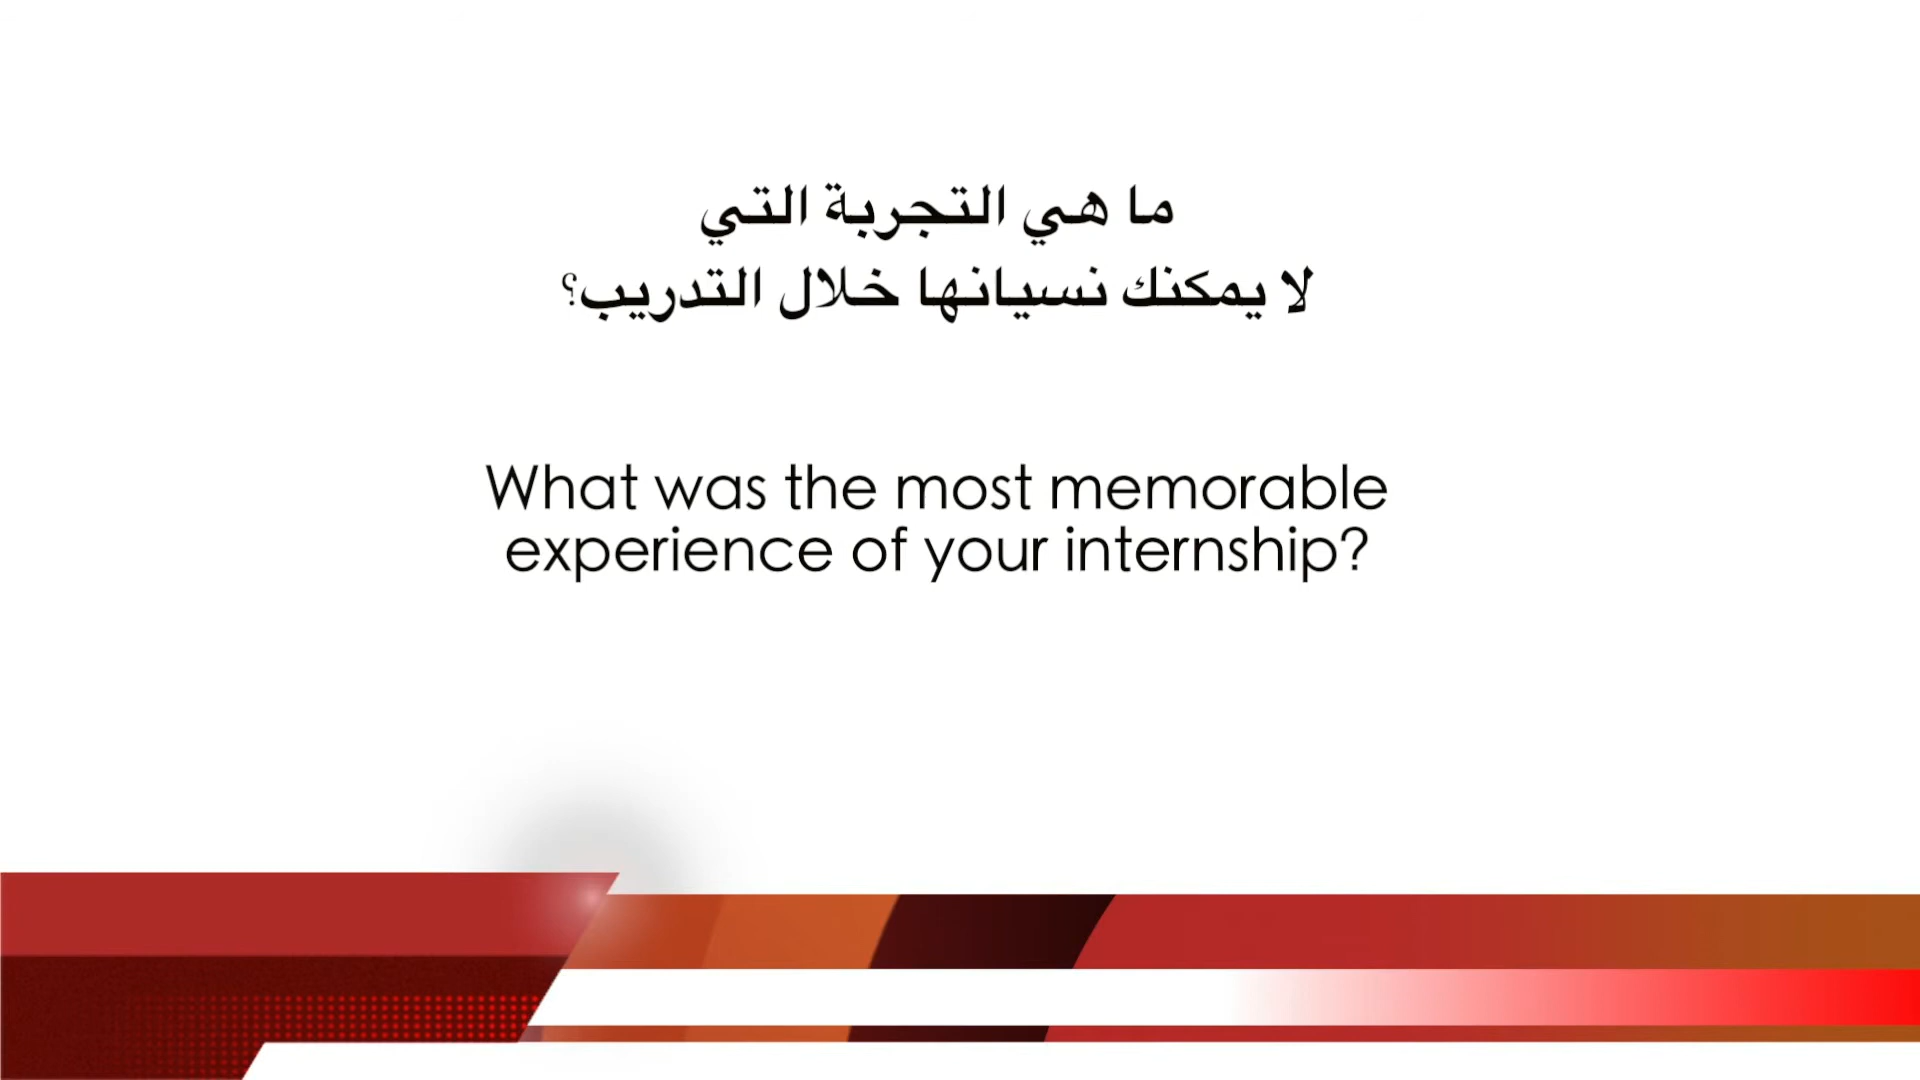 ما هي التجربة التي
لا يمكنك نسيانها خلال التدريب؟
What was the most memorable
experience of your internship?